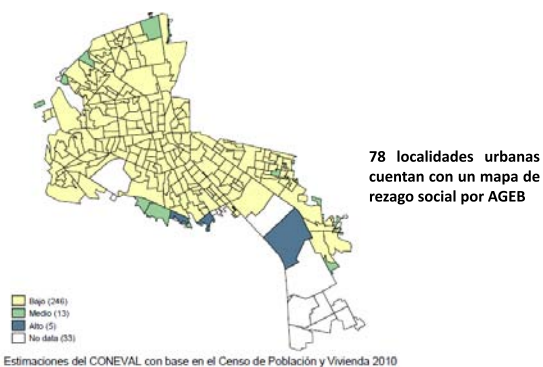 78 localidades urbanas
cuentan con un mapa de
rezago social por AGEB
Bajo (246)
Medio (13)
Alto (5)
No data (33)
Estimaciones del CONEVAL con base en el Censo de Población y Vivienda 2010